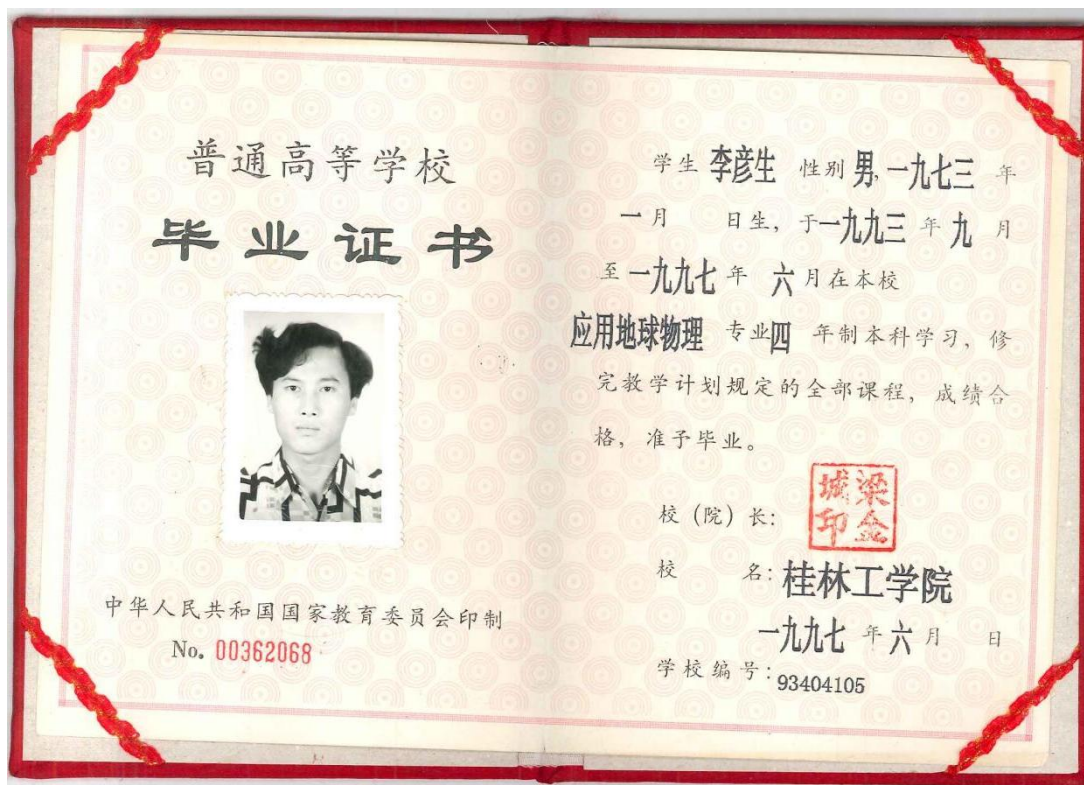 普通高等学校
毕业证书
中华人民共和国国家教育委员会印制
No. 00362068
学生 李彦生 性别 男, 一九七三 年
一月 日生, 于一九九三 年 九 月
至 一九九七 年 六 月在本校
应用地球物理 专业四 年制本科学习, 修
完教学计划规定的全部课程, 成绩合
格, 准予毕业。
校(院)长: 梁金城印
校 名: 桂林工学院
一九九七 年 六 月 日
学校编号: 93404105